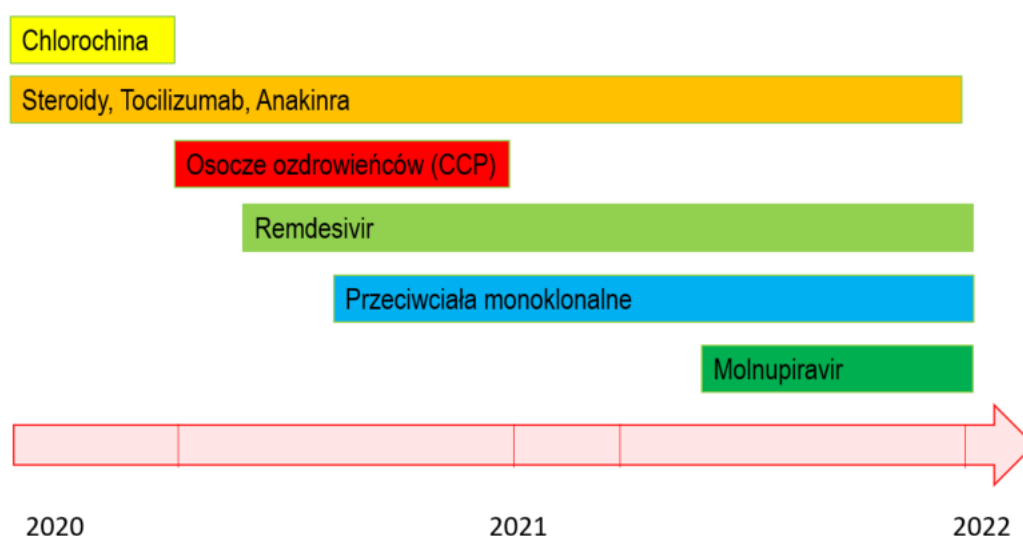 Chlorochina
Steroidy, Tocilizumab, Anakinra
Osocze ozdrowieńców (CCP)
Remdesivir
Przeciwciała monoklonalne
Molnupiravir
2020 2021 2022